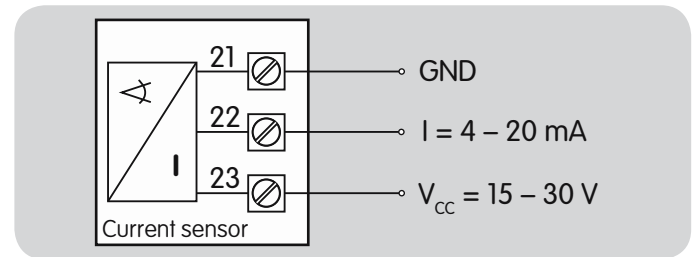 21 GND
22 I = 4 – 20 mA
I
23 V_CC = 15 – 30 V
Current sensor